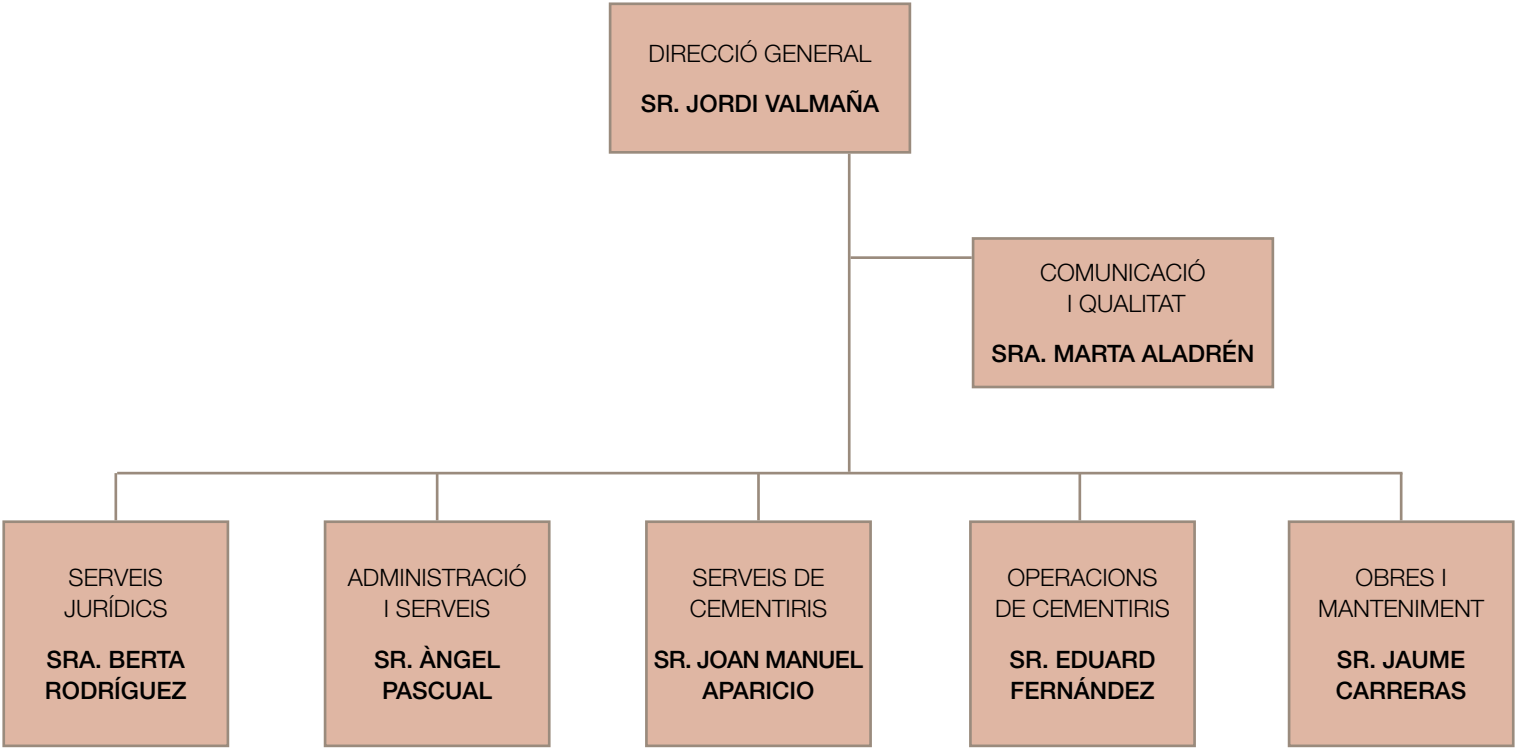 DIRECCIÓ GENERAL
SR. JORDI VALMAÑA
COMUNICACIÓ
I QUALITAT
SRA. MARTA ALADRÉN
SERVEIS
JURÍDICS
SRA. BERTA
RODRÍGUEZ
ADMINISTRACIÓ
I SERVEIS
SR. ÀNGEL
PASCUAL
SERVEIS DE
CEMENTIRIS
SR. JOAN MANUEL
APARICIO
OPERACIONS
DE CEMENTIRIS
SR. EDUARD
FERNÁNDEZ
OBRES I
MANTENIMENT
SR. JAUME
CARRERAS